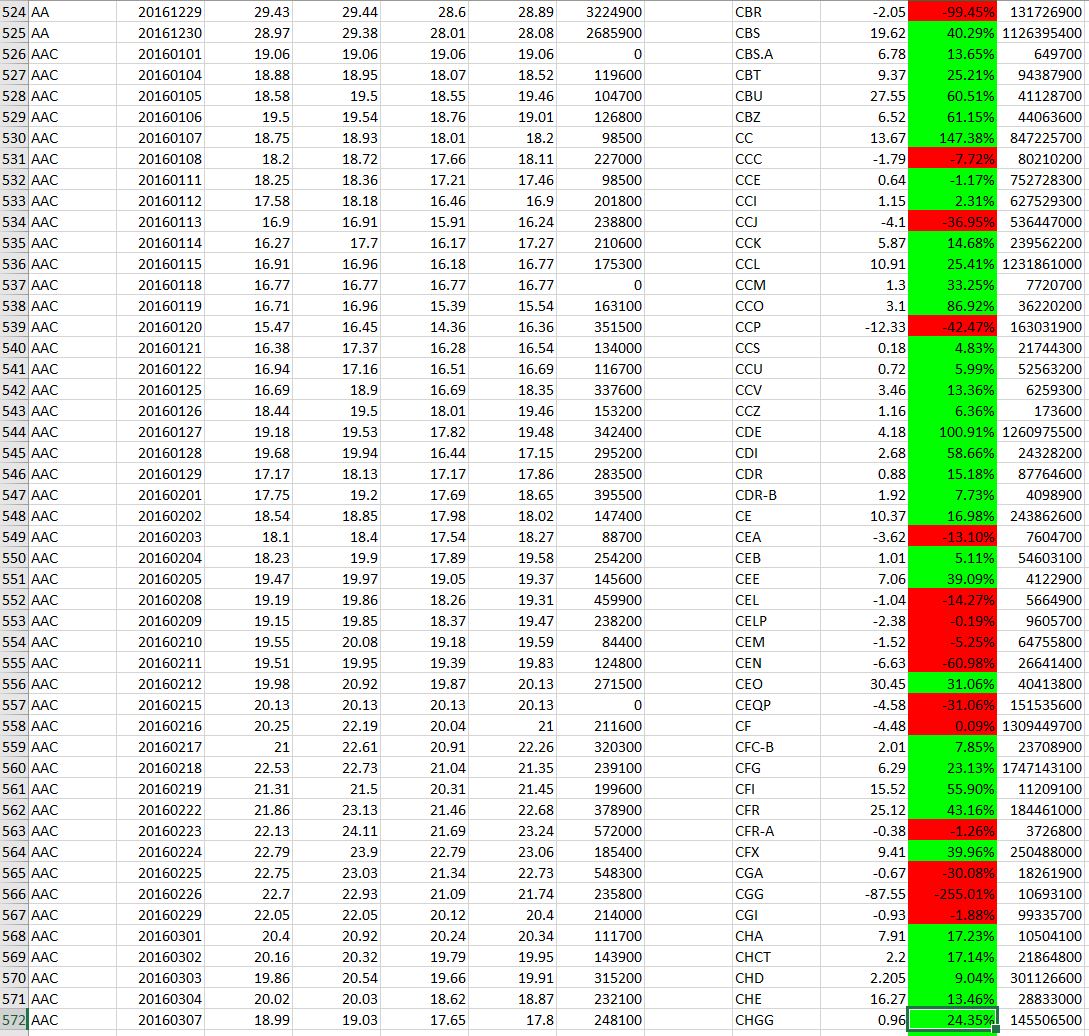 524 AA 20161229 29.43 29.44 28.6 28.89 3224900 CBR -2.05 -99.45% 131726900
525 AA 20161230 28.97 29.38 28.01 28.08 2685900 CBS 19.62 40.29% 1126395400
526 AAC 20160101 19.06 19.06 19.06 19.06 0 CBS.A 6.78 13.65% 649700
527 AAC 20160104 18.88 18.95 18.07 18.52 119600 CBT 9.37 25.21% 94387900
528 AAC 20160105 18.58 19.5 18.55 19.46 104700 CBU 27.55 60.51% 41128700
529 AAC 20160106 19.5 19.54 18.76 19.01 126800 CBZ 6.52 61.15% 44063600
530 AAC 20160107 18.75 18.93 18.01 18.2 98500 CC 13.67 147.38% 847225700
531 AAC 20160108 18.2 18.72 17.66 18.11 227000 CCC -1.79 -7.72% 80210200
532 AAC 20160111 18.25 18.36 17.21 17.46 98500 CCE 0.64 -1.17% 752728300
533 AAC 20160112 17.58 18.18 16.46 16.9 201800 CCI 1.15 2.31% 627529300
534 AAC 20160113 16.9 16.91 15.91 16.24 238800 CCJ -4.1 -36.95% 536447000
535 AAC 20160114 16.27 17.7 16.17 17.27 210600 CCK 5.87 14.68% 239562200
536 AAC 20160115 16.91 16.96 16.18 16.77 175300 CCL 10.91 25.41% 1231861000
537 AAC 20160118 16.77 16.77 16.77 16.77 0 CCM 1.3 33.25% 7720700
538 AAC 20160119 16.71 16.96 15.39 15.54 163100 CCO 3.1 86.92% 36220200
539 AAC 20160120 15.47 16.45 14.36 16.36 351500 CCP -12.33 -42.47% 163031900
540 AAC 20160121 16.38 17.37 16.28 16.54 134000 CCS 0.18 4.83% 21744300
541 AAC 20160122 16.94 17.16 16.51 16.69 116700 CCU 0.72 5.99% 52563200
542 AAC 20160125 16.69 18.9 16.69 18.35 337600 CCV 3.46 13.36% 6259300
543 AAC 20160126 18.44 19.5 18.01 19.46 153200 CCZ 1.16 6.36% 173600
544 AAC 20160127 19.18 19.53 17.82 19.48 342400 CDE 4.18 100.91% 1260975500
545 AAC 20160128 19.68 19.94 16.44 17.15 295200 CDI 2.68 58.66% 24328200
546 AAC 20160129 17.17 18.13 17.17 17.86 283500 CDR 0.88 15.18% 87764600
547 AAC 20160201 17.75 19.2 17.69 18.65 395500 CDR-B 1.92 7.73% 4098900
548 AAC 20160202 18.54 18.85 17.98 18.02 147400 CE 10.37 16.98% 243862600
549 AAC 20160203 18.1 18.4 17.54 18.27 88700 CEA -3.62 -13.10% 7604700
550 AAC 20160204 18.23 19.9 17.89 19.58 254200 CEB 1.01 5.11% 54603100
551 AAC 20160205 19.47 19.97 19.05 19.37 145600 CEE 7.06 39.09% 4122900
552 AAC 20160208 19.19 19.86 18.26 19.31 459900 CEL -1.04 -14.27% 5664900
553 AAC 20160209 19.15 19.85 18.37 19.47 238200 CELP -2.38 -0.19% 9605700
554 AAC 20160210 19.55 20.08 19.18 19.59 84400 CEM -1.52 -5.25% 64755800
555 AAC 20160211 19.51 19.95 19.39 19.83 124800 CEN -6.63 -60.98% 26641400
556 AAC 20160212 19.98 20.92 19.87 20.13 271500 CEO 30.45 31.06% 40413800
557 AAC 20160215 20.13 20.13 20.13 20.13 0 CEQP -4.58 -31.06% 151535600
558 AAC 20160216 20.25 22.19 20.04 21 211600 CF -4.48 0.09% 1309449700
559 AAC 20160217 21 22.61 20.91 22.26 320300 CFC-B 2.01 7.85% 23708900
560 AAC 20160218 22.53 22.73 21.04 21.35 239100 CFG 6.29 23.13% 1747143100
561 AAC 20160219 21.31 21.5 20.31 21.45 199600 CFI 15.52 55.90% 11209100
562 AAC 20160222 21.86 23.13 21.46 22.68 378900 CFR 25.12 43.16% 184461000
563 AAC 20160223 22.13 24.11 21.69 23.24 572000 CFR-A -0.38 -1.26% 3726800
564 AAC 20160224 22.79 23.9 22.79 23.06 185400 CFX 9.41 39.96% 250488000
565 AAC 20160225 22.75 23.03 21.34 22.73 548300 CGA -0.67 -30.08% 18261900
566 AAC 20160226 22.7 22.93 21.09 21.74 235800 CGG -87.55 -255.01% 10693100
567 AAC 20160229 22.05 22.05 20.12 20.4 214000 CGI -0.93 -1.88% 99335700
568 AAC 20160301 20.4 20.92 20.24 20.34 111700 CHA 7.91 17.23% 10504100
569 AAC 20160302 20.16 20.32 19.79 19.95 143900 CHCT 2.2 17.14% 21864800
570 AAC 20160303 19.86 20.54 19.66 19.91 315200 CHD 2.205 9.04% 301126600
571 AAC 20160304 20.02 20.03 18.62 18.87 232100 CHE 16.27 13.46% 28833000
572 AAC 20160307 18.99 19.03 17.65 17.8 248100 CHGG 0.96 24.35% 145506500